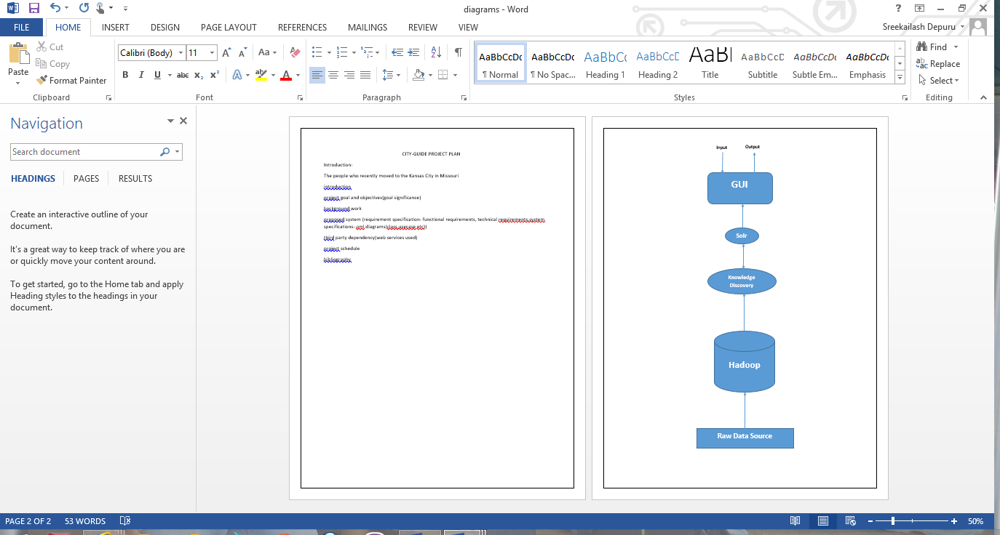 diagrams - Word
Sreekailash Depuru
FILE HOME INSERT DESIGN PAGE LAYOUT REFERENCES MAILINGS REVIEW VIEW
Paste
Cut
Copy
Format Painter
Clipboard
Calibri (Body) 11
Font
Paragraph
AaBbCcDc AaBbCcDc AaBbCc AaBbCcD AaBl AaBbCcD AaBbCcDc AaBbCcDc
¶ Normal ¶ No Spac... Heading 1 Heading 2 Title Subtitle Subtle Em... Emphasis
Styles
Find
Replace
Select
Editing
Navigation
Search document
HEADINGS PAGES RESULTS
Create an interactive outline of your
document.
It's a great way to keep track of where you are
or quickly move your content around.
To get started, go to the Home tab and apply
Heading styles to the headings in your
document.
CITY-GUIDE PROJECT PLAN
Introduction:
The people who recently moved to the Kansas City in Missouri
introduction
project goal and objectives(goal significance)
background work
proposed system (requirement specification- functional requirements, technical requirements,system
specifications- uml diagrams(class,usecase,etc))
third party dependency(web services used)
project schedule
bibliography
Input Output
GUI
Solr
Knowledge
Discovery
Hadoop
Raw Data Source
PAGE 2 OF 2 53 WORDS
50%